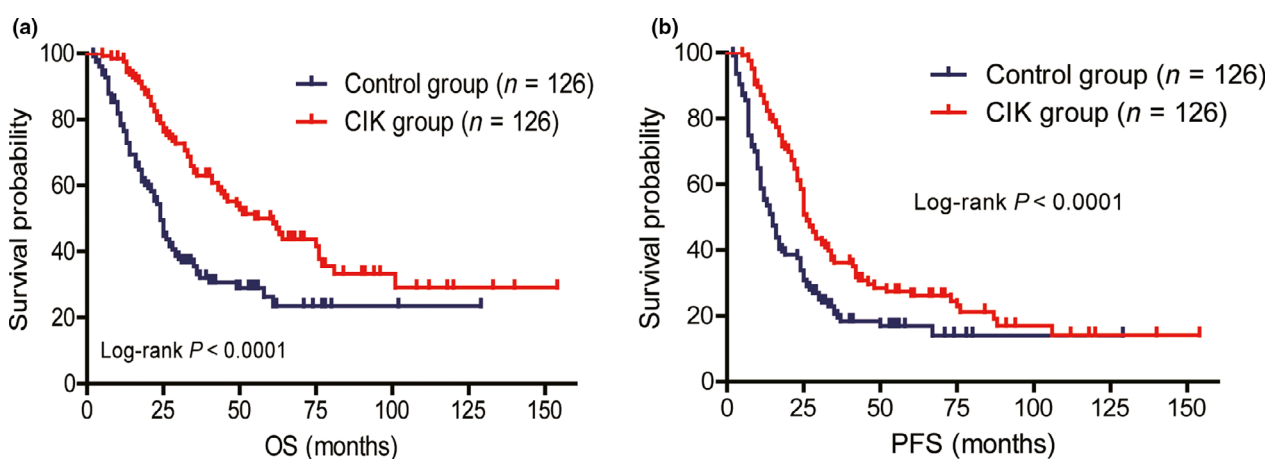 (a)
100
80
60
40
20
0
Survival probability
Control group (n = 126)
CIK group (n = 126)
Log-rank P < 0.0001
0 25 50 75 100 125 150
OS (months)
(b)
100
80
60
40
20
0
Survival probability
Control group (n = 126)
CIK group (n = 126)
Log-rank P < 0.0001
0 25 50 75 100 125 150
PFS (months)